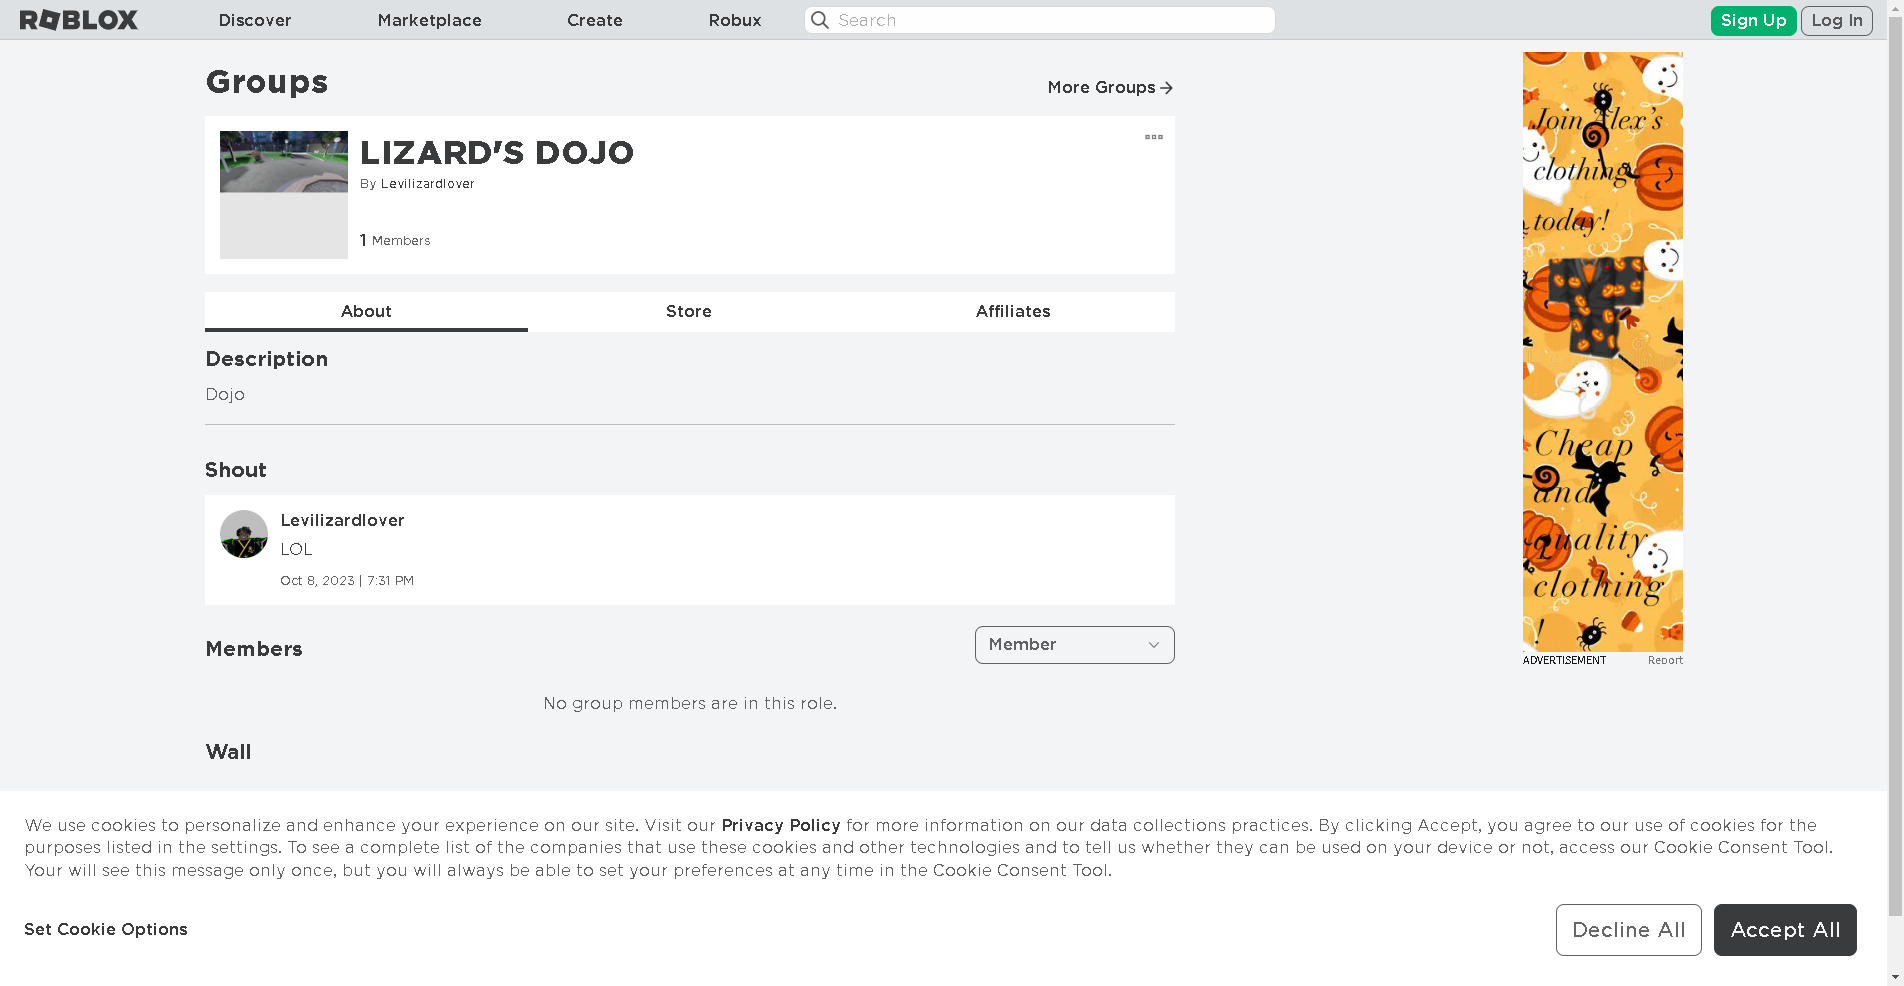 ROBLOX
Discover
Marketplace
Create
Robux
Search
Sign Up
Log In
Groups
More Groups
LIZARD'S DOJO
By Levilizardlover
1 Members
About
Store
Affiliates
Description
Dojo
Shout
Levilizardlover
LOL
Oct 8, 2023 | 7:31 PM
Members
Member
No group members are in this role.
Wall
Join Alex's
clothing
today!
Cheap
and
quality
clothing
!
ADVERTISEMENT
Report
We use cookies to personalize and enhance your experience on our site. Visit our Privacy Policy for more information on our data collections practices. By clicking Accept, you agree to our use of cookies for the
purposes listed in the settings. To see a complete list of the companies that use these cookies and other technologies and to tell us whether they can be used on your device or not, access our Cookie Consent Tool.
Your will see this message only once, but you will always be able to set your preferences at any time in the Cookie Consent Tool.
Set Cookie Options
Decline All
Accept All